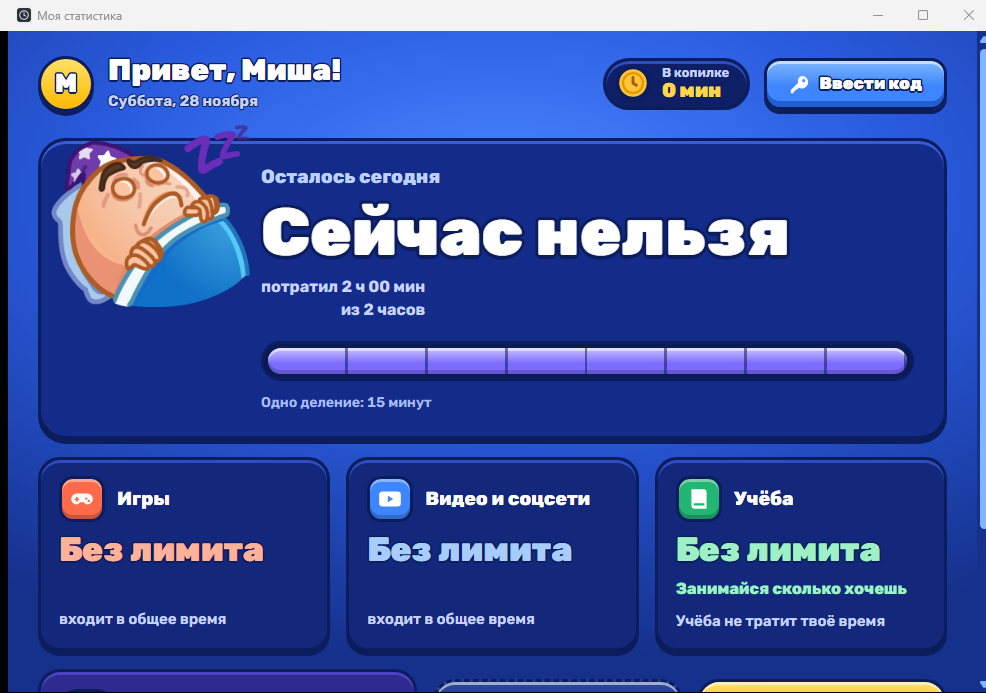 Моя статистика
М
Привет, Миша!
Суббота, 28 ноября
В копилке
0 мин
Ввести код
zzz
Осталось сегодня
Сейчас нельзя
потратил 2 ч 00 мин
из 2 часов
Одно деление: 15 минут
Игры
Без лимита
входит в общее время
Видео и соцсети
Без лимита
входит в общее время
Учёба
Без лимита
Занимайся сколько хочешь
Учёба не тратит твоё время